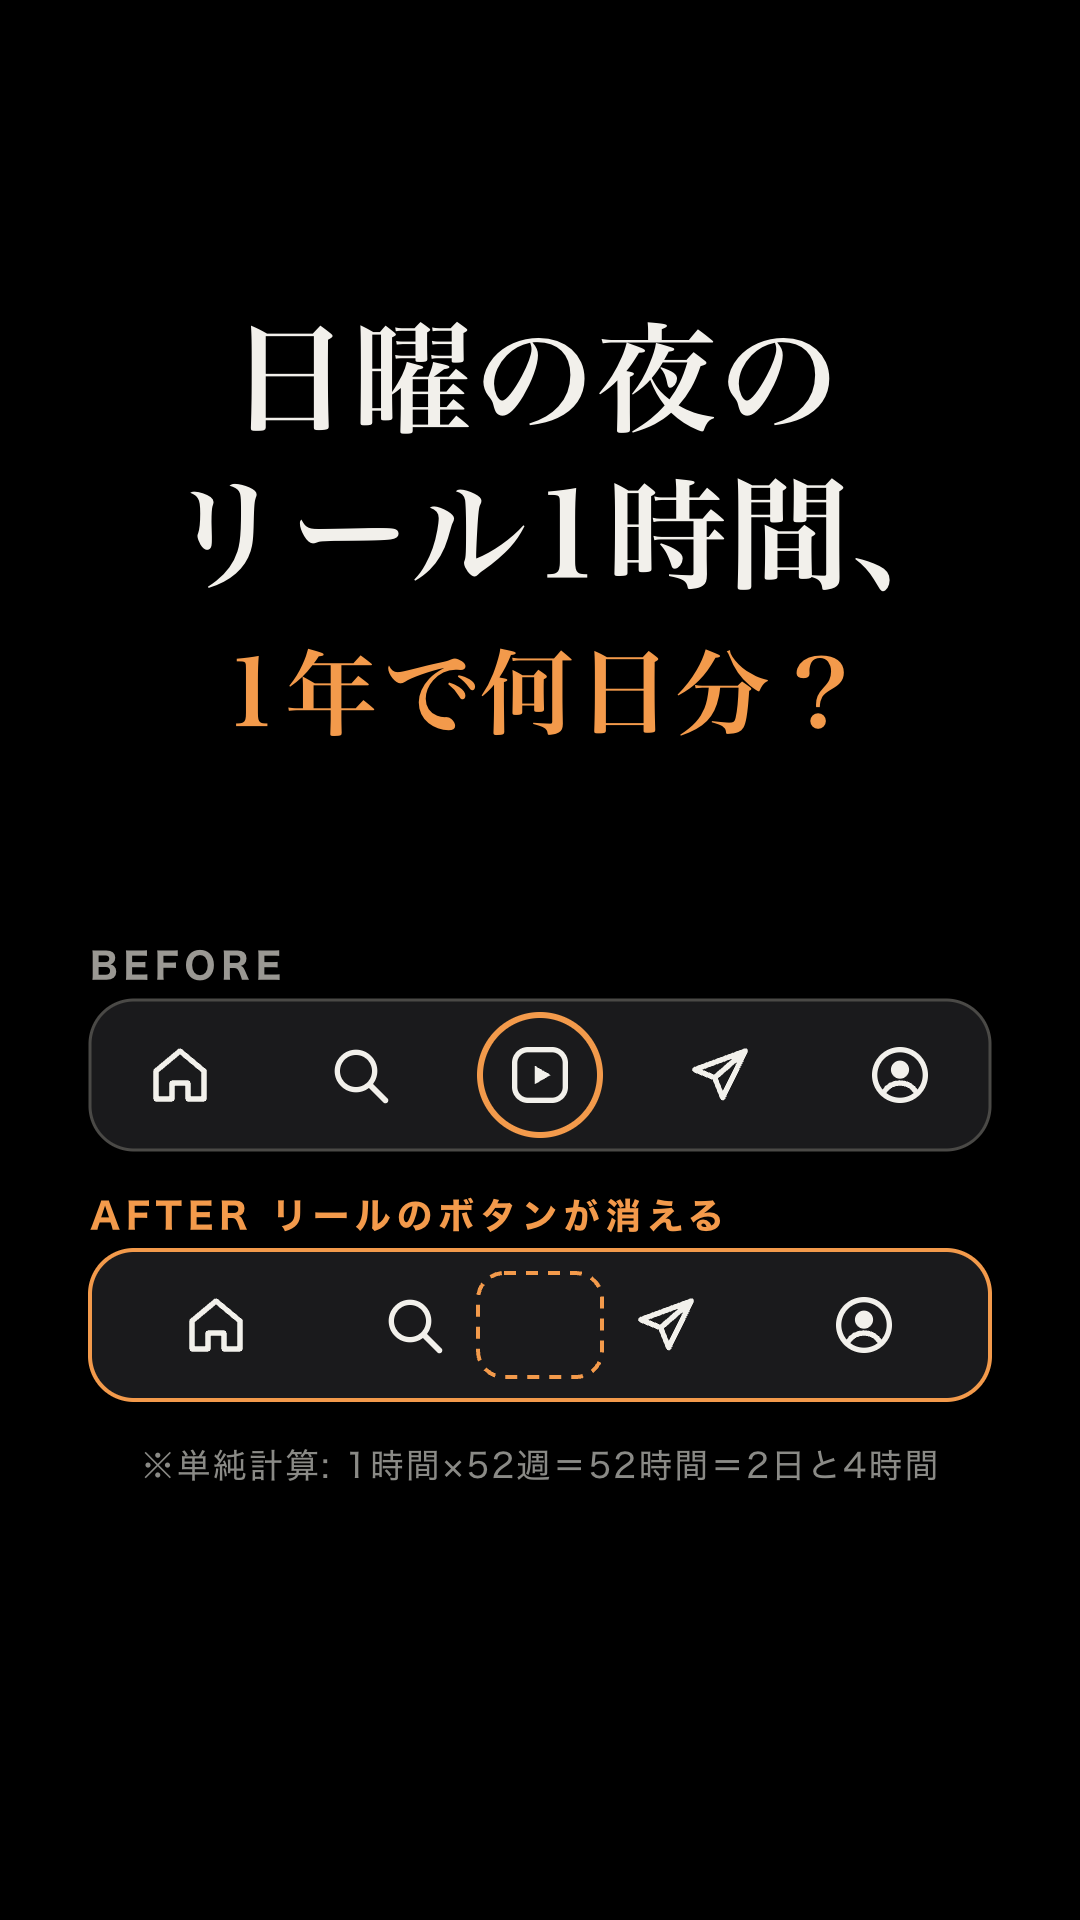 日曜の夜の
リール1時間、
1年で何日分？
BEFORE
AFTER リールのボタンが消える
※単純計算: 1時間×52週＝52時間＝2日と4時間